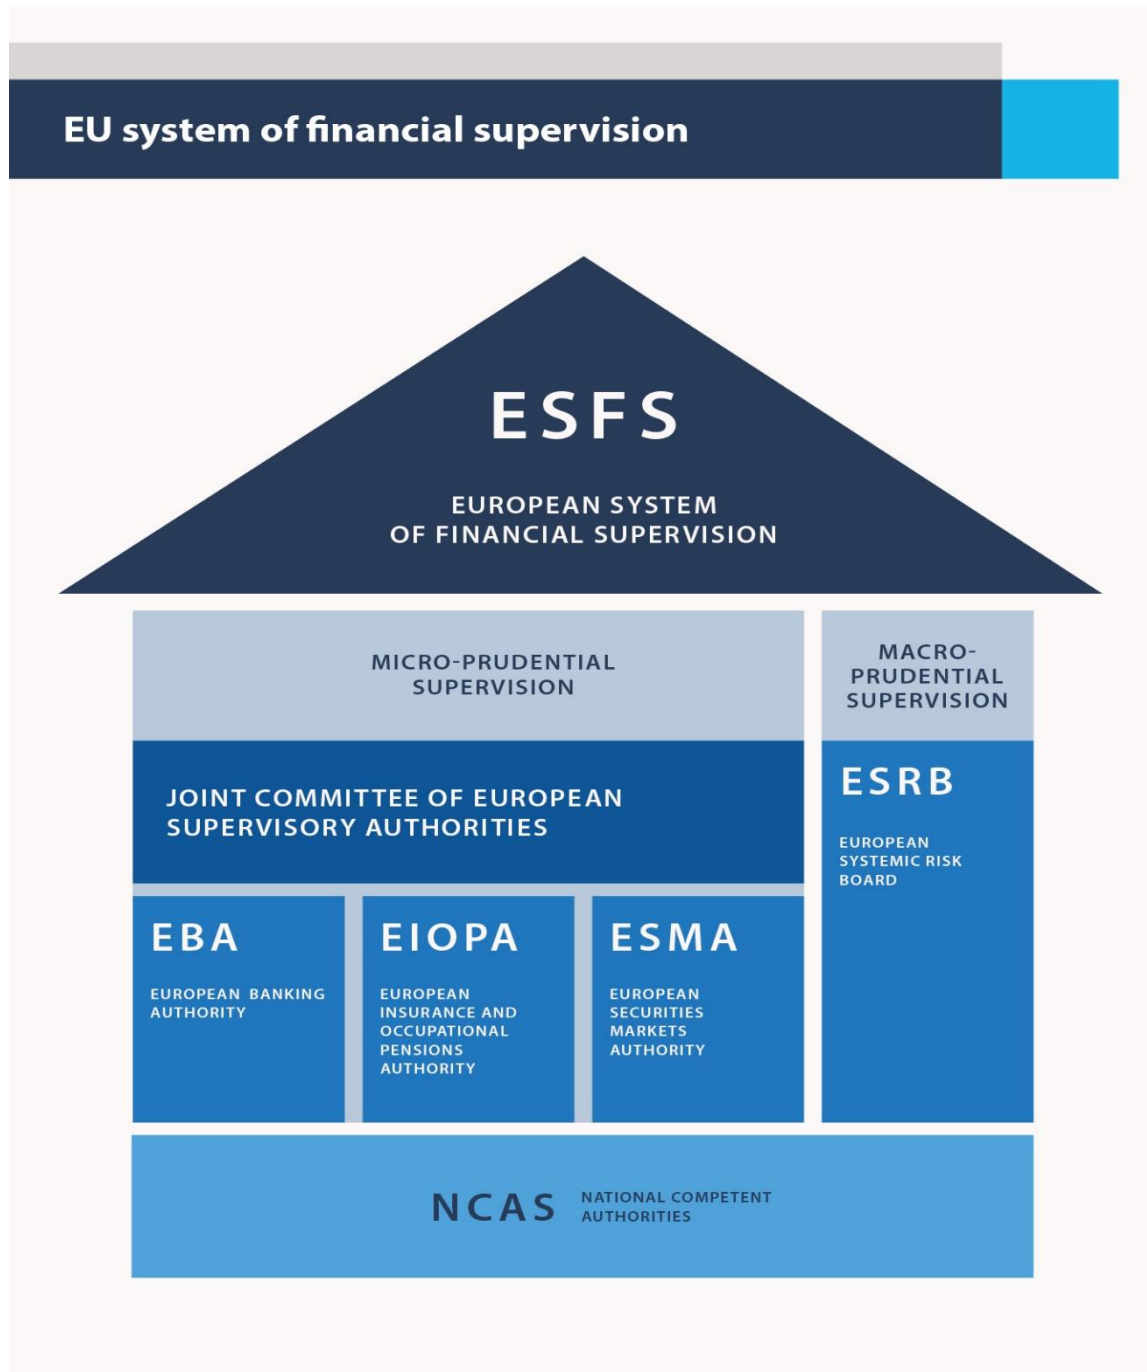 EU system of financial supervision
ESFS
EUROPEAN SYSTEM
OF FINANCIAL SUPERVISION
MICRO-PRUDENTIAL
SUPERVISION
MACRO-
PRUDENTIAL
SUPERVISION
JOINT COMMITTEE OF EUROPEAN
SUPERVISORY AUTHORITIES
ESRB
EUROPEAN
SYSTEMIC RISK
BOARD
EBA
EUROPEAN BANKING
AUTHORITY
EIOPA
EUROPEAN
INSURANCE AND
OCCUPATIONAL
PENSIONS
AUTHORITY
ESMA
EUROPEAN
SECURITIES
MARKETS
AUTHORITY
NCAS
NATIONAL COMPETENT
AUTHORITIES